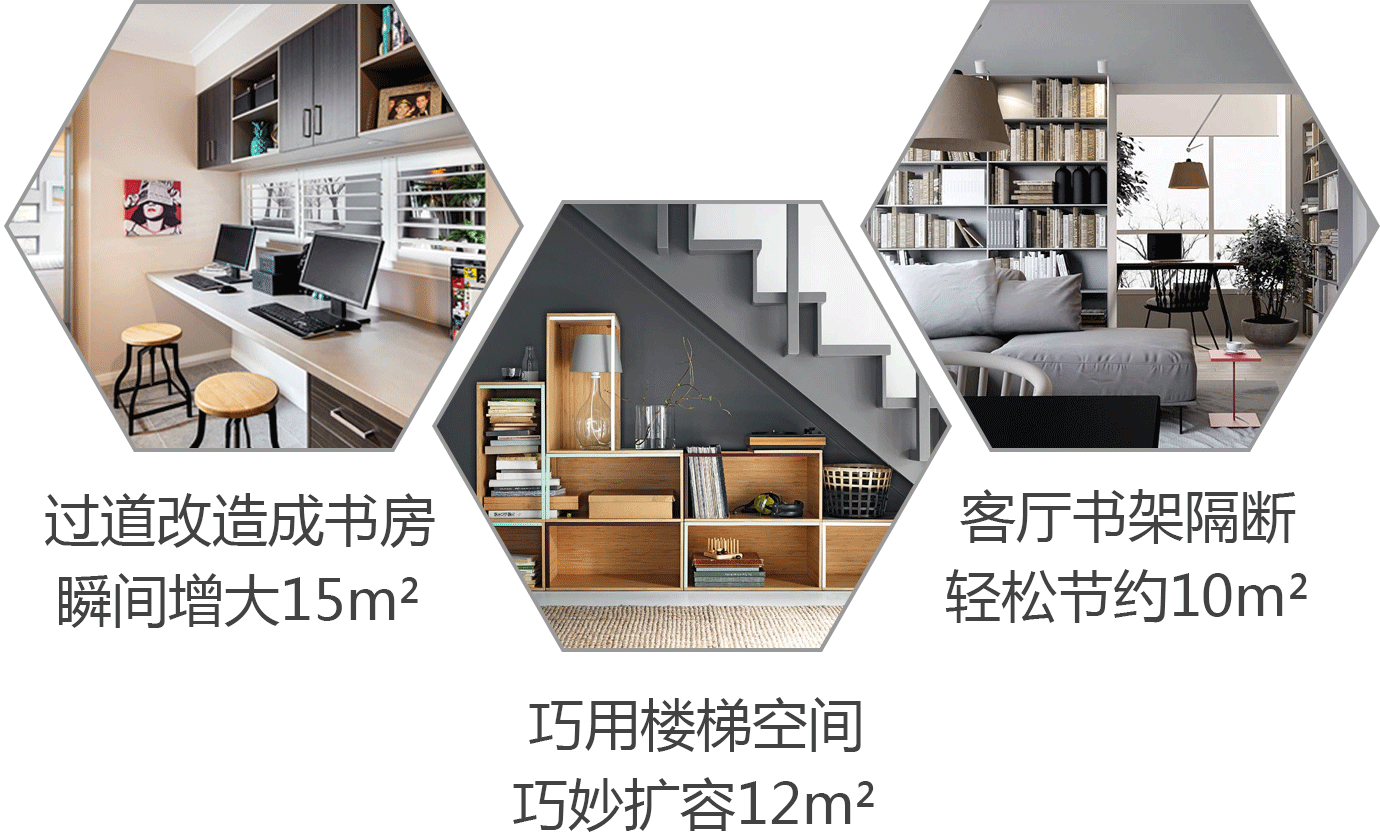 过道改造成书房
瞬间增大15m²
巧用楼梯空间
巧妙扩容12m²
客厅书架隔断
轻松节约10m²